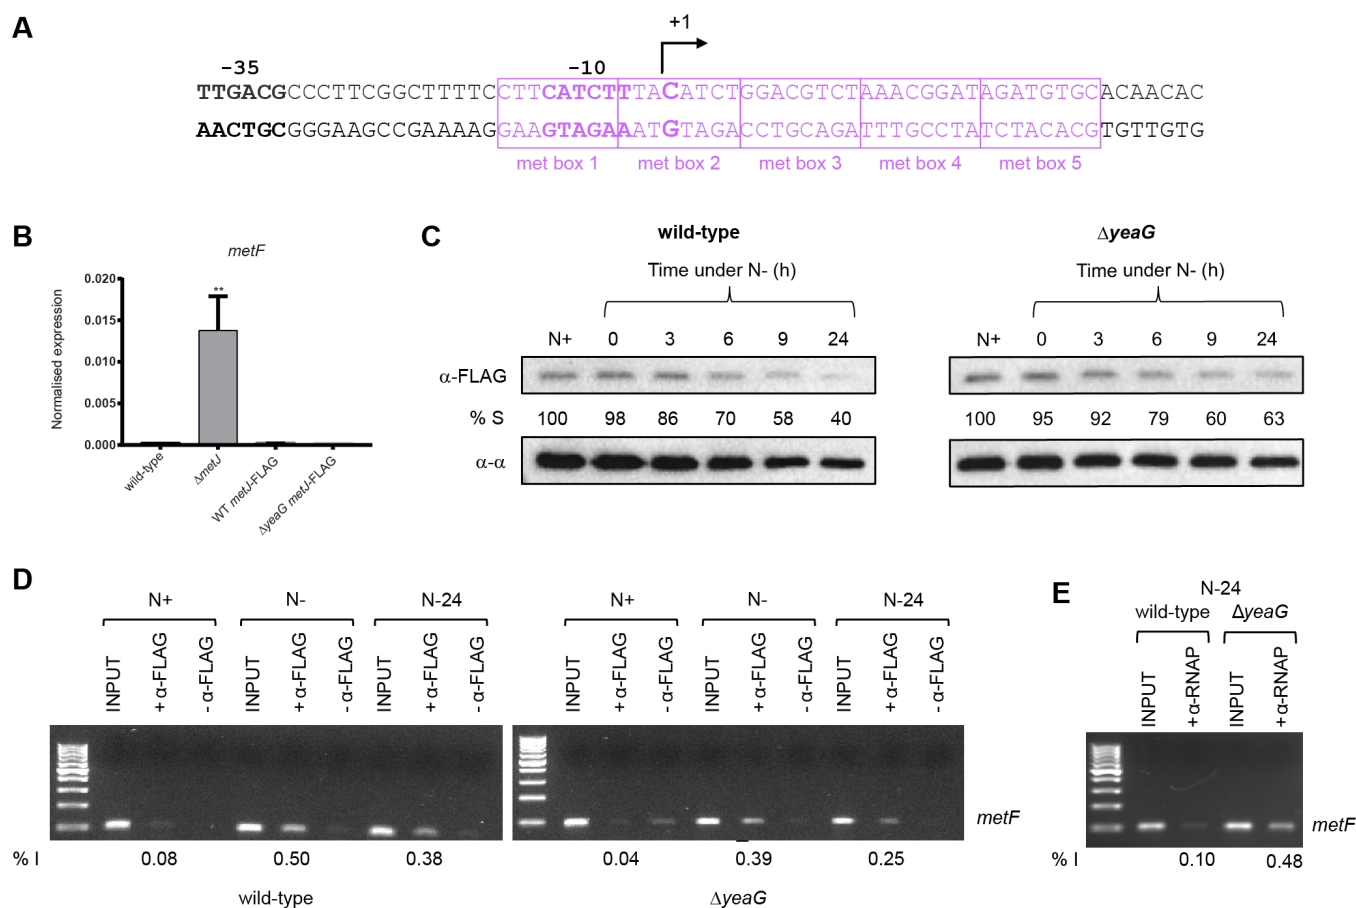 A
+1
−35 −10
TTGACGCCCTTCGGCTTTTCCTTCATCTTTACATCTGGACGTCTAAACGGATAGATGTGCACAACAC
AACTGCGGGAAGCCGAAAAGGAAGTAGAAATGTAGACCTGCAGATTTGCCTATCTACACGTGTTGTG
met box 1 met box 2 met box 3 met box 4 met box 5
B
metF
Normalised expression
0.020
0.015
0.010
0.005
0.000
**
wild-type
ΔmetJ
WT metJ-FLAG
ΔyeaG metJ-FLAG
C
wild-type ΔyeaG
Time under N- (h) Time under N- (h)
N+ 0 3 6 9 24 N+ 0 3 6 9 24
α-FLAG
% S 100 98 86 70 58 40 100 95 92 79 60 63
α-α
D
N+ N- N-24 N+ N- N-24
INPUT +α-FLAG -α-FLAG INPUT +α-FLAG -α-FLAG INPUT +α-FLAG -α-FLAG INPUT +α-FLAG -α-FLAG INPUT +α-FLAG -α-FLAG INPUT +α-FLAG -α-FLAG
metF
% I 0.08 0.50 0.38 0.04 0.39 0.25
wild-type ΔyeaG
E
N-24
wild-type ΔyeaG
INPUT +α-RNAP INPUT +α-RNAP
metF
% I 0.10 0.48